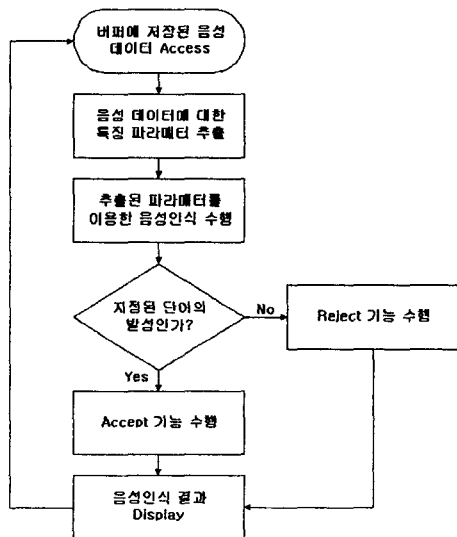 버퍼에 저장된 음성
데이터 Access
음성 데이터에 대한
특징 파라메터 추출
추출된 파라메터를
이용한 음성인식 수행
지정된 단어의
발성인가?
No
Reject 기능 수행
Yes
Accept 기능 수행
음성인식 결과
Display